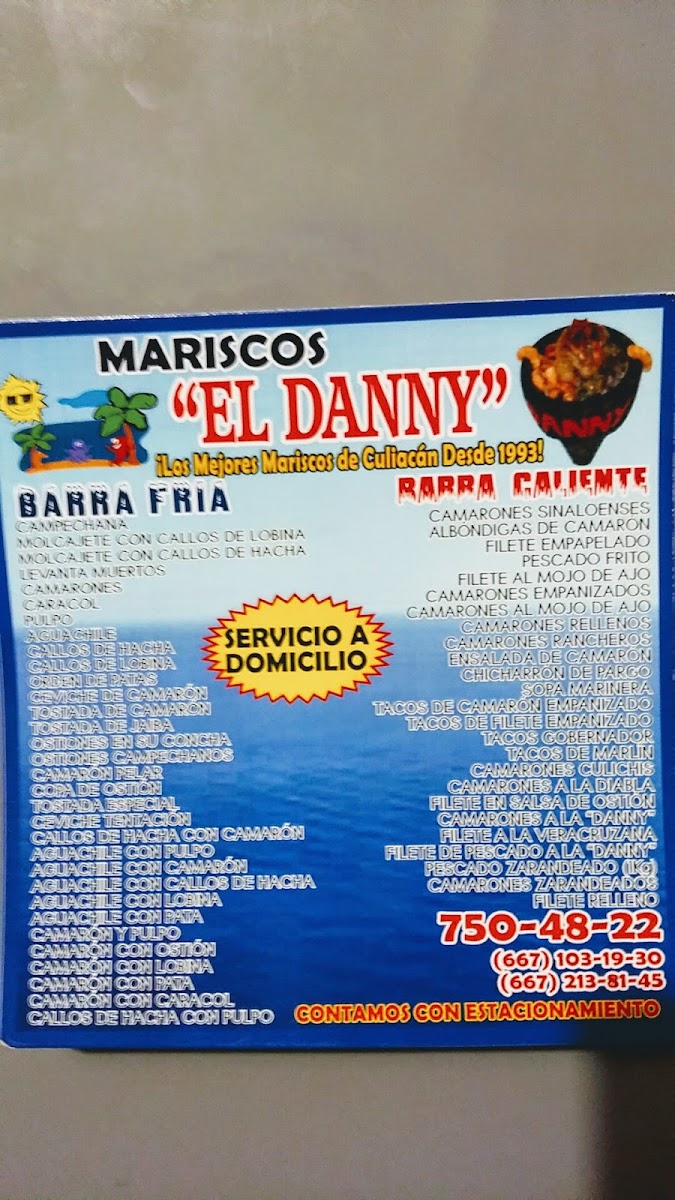 MARISCOS
"EL DANNY"
¡Los Mejores Mariscos de Culiacán Desde 1993!
DANNY
BARRA FRIA
CAMPECHANA
MOLCAJETE CON CALLOS DE LOBINA
MOLCAJETE CON CALLOS DE HACHA
LEVANTA MUERTOS
CAMARONES
CARACOL
PULPO
AGUACHILE
CALLOS DE HACHA
CALLOS DE LOBINA
ORDEN DE PATAS
CEVICHE DE CAMARÓN
TOSTADA DE CAMARÓN
TOSTADA DE JAIBA
OSTIONES EN SU CONCHA
OSTIONES CAMPECHANOS
CAMARÓN PELAR
COPA DE OSTIÓN
TOSTADA ESPECIAL
CEVICHE TENTACIÓN
CALLOS DE HACHA CON CAMARÓN
AGUACHILE CON PULPO
AGUACHILE CON CAMARÓN
AGUACHILE CON CALLOS DE HACHA
AGUACHILE CON LOBINA
AGUACHILE CON PATA
CAMARÓN Y PULPO
CAMARÓN CON OSTIÓN
CAMARÓN CON LOBINA
CAMARÓN CON PATA
CAMARÓN CON CARACOL
CALLOS DE HACHA CON PULPO
SERVICIO A
DOMICILIO
BARRA CALIENTE
CAMARONES SINALOENSES
ALBÓNDIGAS DE CAMARÓN
FILETE EMPAPELADO
PESCADO FRITO
FILETE AL MOJO DE AJO
CAMARONES EMPANIZADOS
CAMARONES AL MOJO DE AJO
CAMARONES RELLENOS
CAMARONES RANCHEROS
ENSALADA DE CAMARÓN
CHICHARRÓN DE PARGO
SOPA MARINERA
TACOS DE CAMARÓN EMPANIZADO
TACOS DE FILETE EMPANIZADO
TACOS GOBERNADOR
TACOS DE MARLIN
CAMARONES CULICHIS
CAMARONES A LA DIABLA
FILETE EN SALSA DE OSTIÓN
CAMARONES A LA "DANNY"
FILETE A LA VERACRUZANA
FILETE DE PESCADO A LA "DANNY"
PESCADO ZARANDEADO (1KG)
CAMARONES ZARANDEADOS
FILETE RELLENO
750-48-22
(667) 103-19-30
(667) 213-81-45
CONTAMOS CON ESTACIONAMIENTO